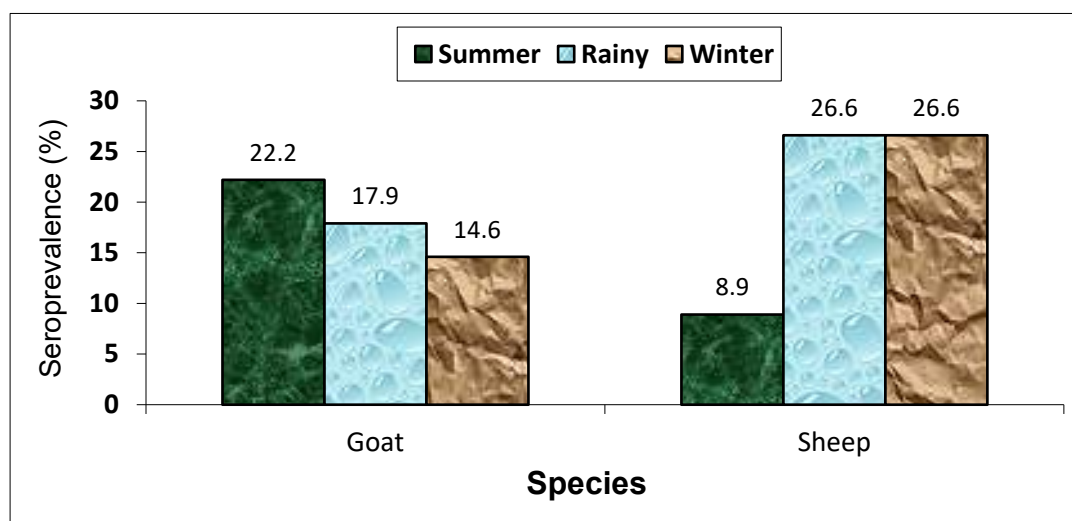 Summer Rainy Winter
Seroprevalence (%)
30
25
20
15
10
5
0
22.2
17.9
14.6
8.9
26.6
26.6
Goat
Sheep
Species